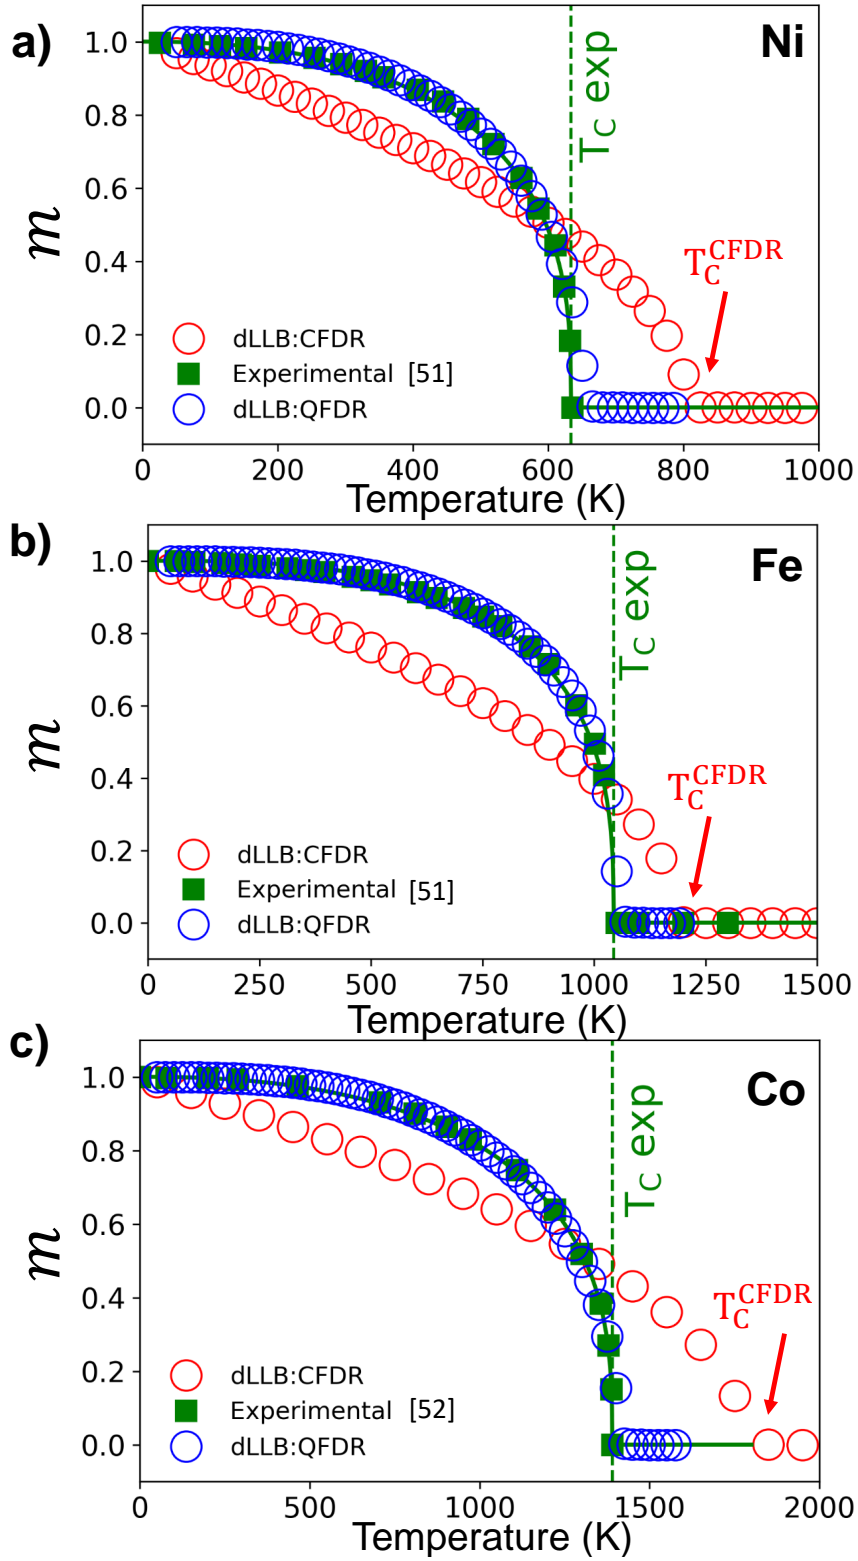 a)
Ni
1.0
0.8
0.6
0.4
0.2
0.0
m
T_C exp
T_C^CFDR
dLLB:CFDR
Experimental [51]
dLLB:QFDR
0 200 400 600 800 1000
Temperature (K)
b)
Fe
1.0
0.8
0.6
0.4
0.2
0.0
m
T_C exp
T_C^CFDR
dLLB:CFDR
Experimental [51]
dLLB:QFDR
0 250 500 750 1000 1250 1500
Temperature (K)
c)
Co
1.0
0.8
0.6
0.4
0.2
0.0
m
T_C exp
T_C^CFDR
dLLB:CFDR
Experimental [52]
dLLB:QFDR
0 500 1000 1500 2000
Temperature (K)